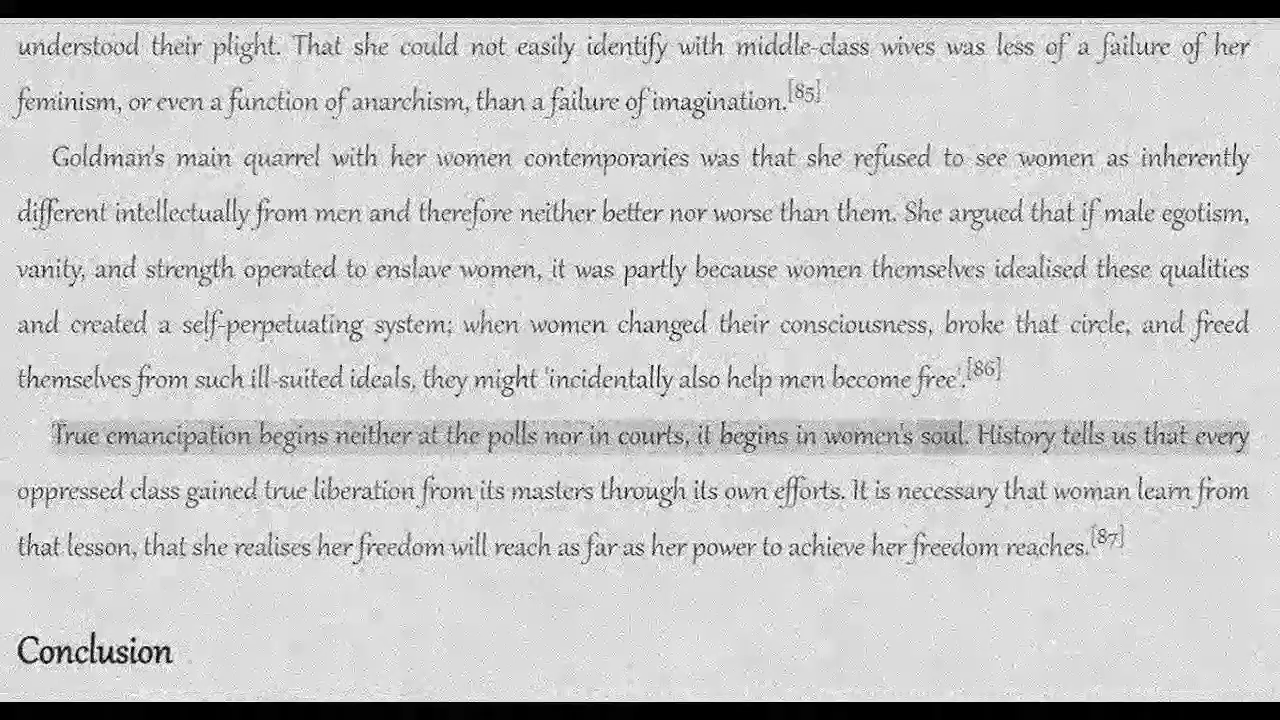 understood their plight. That she could not easily identify with middle-class wives was less of a failure of her
feminism, or even a function of anarchism, than a failure of imagination.[85]
Goldman's main quarrel with her women contemporaries was that she refused to see women as inherently
different intellectually from men and therefore neither better nor worse than them. She argued that if male egotism,
vanity, and strength operated to enslave women, it was partly because women themselves idealised these qualities
and created a self-perpetuating system; when women changed their consciousness, broke that circle, and freed
themselves from such ill-suited ideals, they might 'incidentally also help men become free'.[86]
True emancipation begins neither at the polls nor in courts, it begins in women's soul. History tells us that every
oppressed class gained true liberation from its masters through its own efforts. It is necessary that woman learn from
that lesson, that she realises her freedom will reach as far as her power to achieve her freedom reaches.[87]
Conclusion